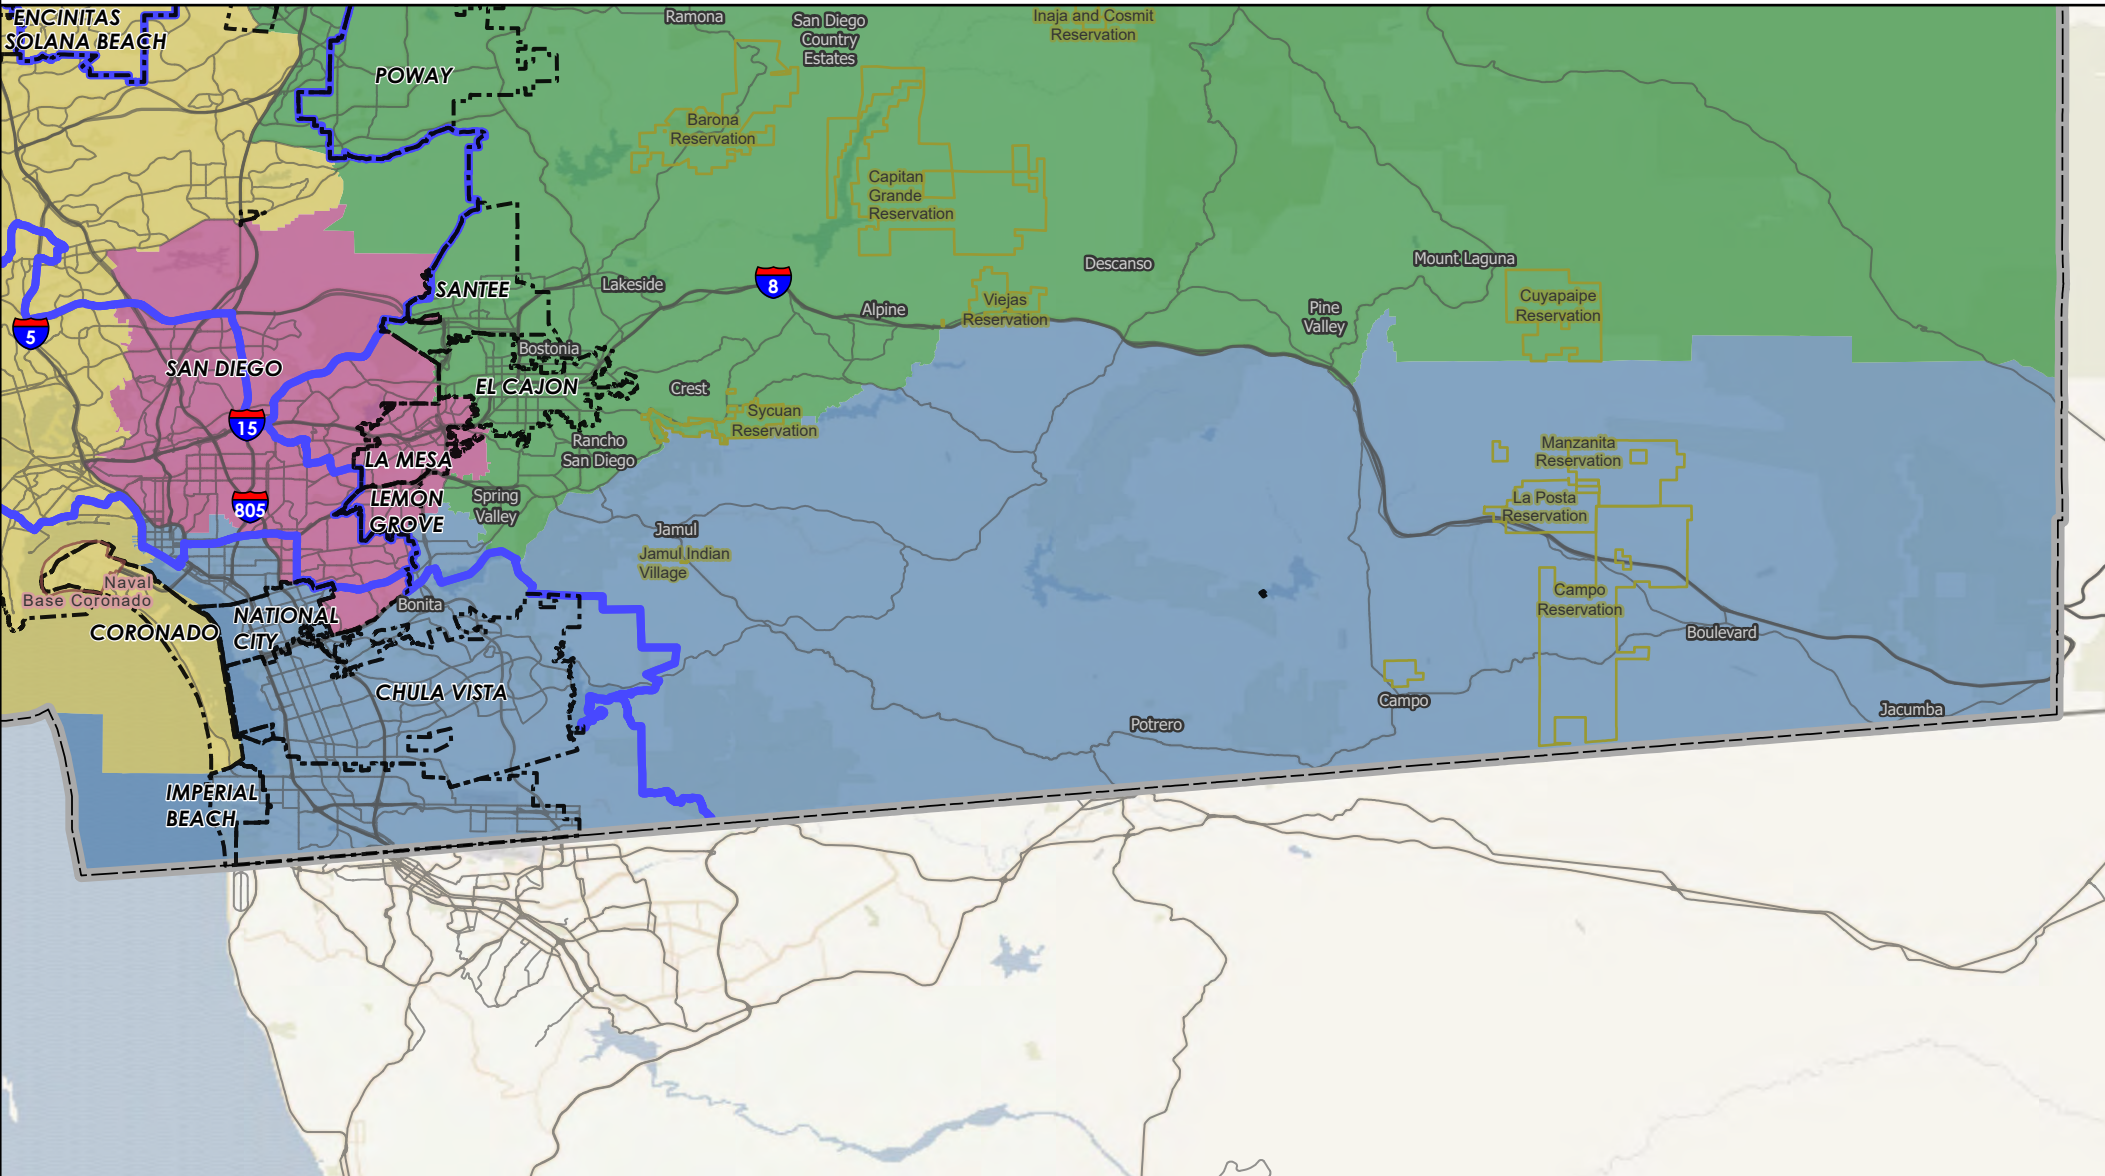 ENCINITAS
SOLANA BEACH
POWAY
Ramona
San Diego
Country
Estates
Inaja and Cosmit
Reservation
Barona
Reservation
Capitan
Grande
Reservation
SANTEE
Lakeside
8
Alpine
Viejas
Reservation
Descanso
Pine
Valley
Mount Laguna
Cuyapaipe
Reservation
5
SAN DIEGO
Bostonia
EL CAJON
Crest
Sycuan
Reservation
15
LA MESA
Rancho
San Diego
Manzanita
Reservation
805
LEMON
GROVE
Spring
Valley
La Posta
Reservation
Jamul
Jamul Indian
Village
Naval
Base Coronado
CORONADO
NATIONAL
CITY
Bonita
Campo
Reservation
Boulevard
CHULA VISTA
Potrero
Campo
Jacumba
IMPERIAL
BEACH